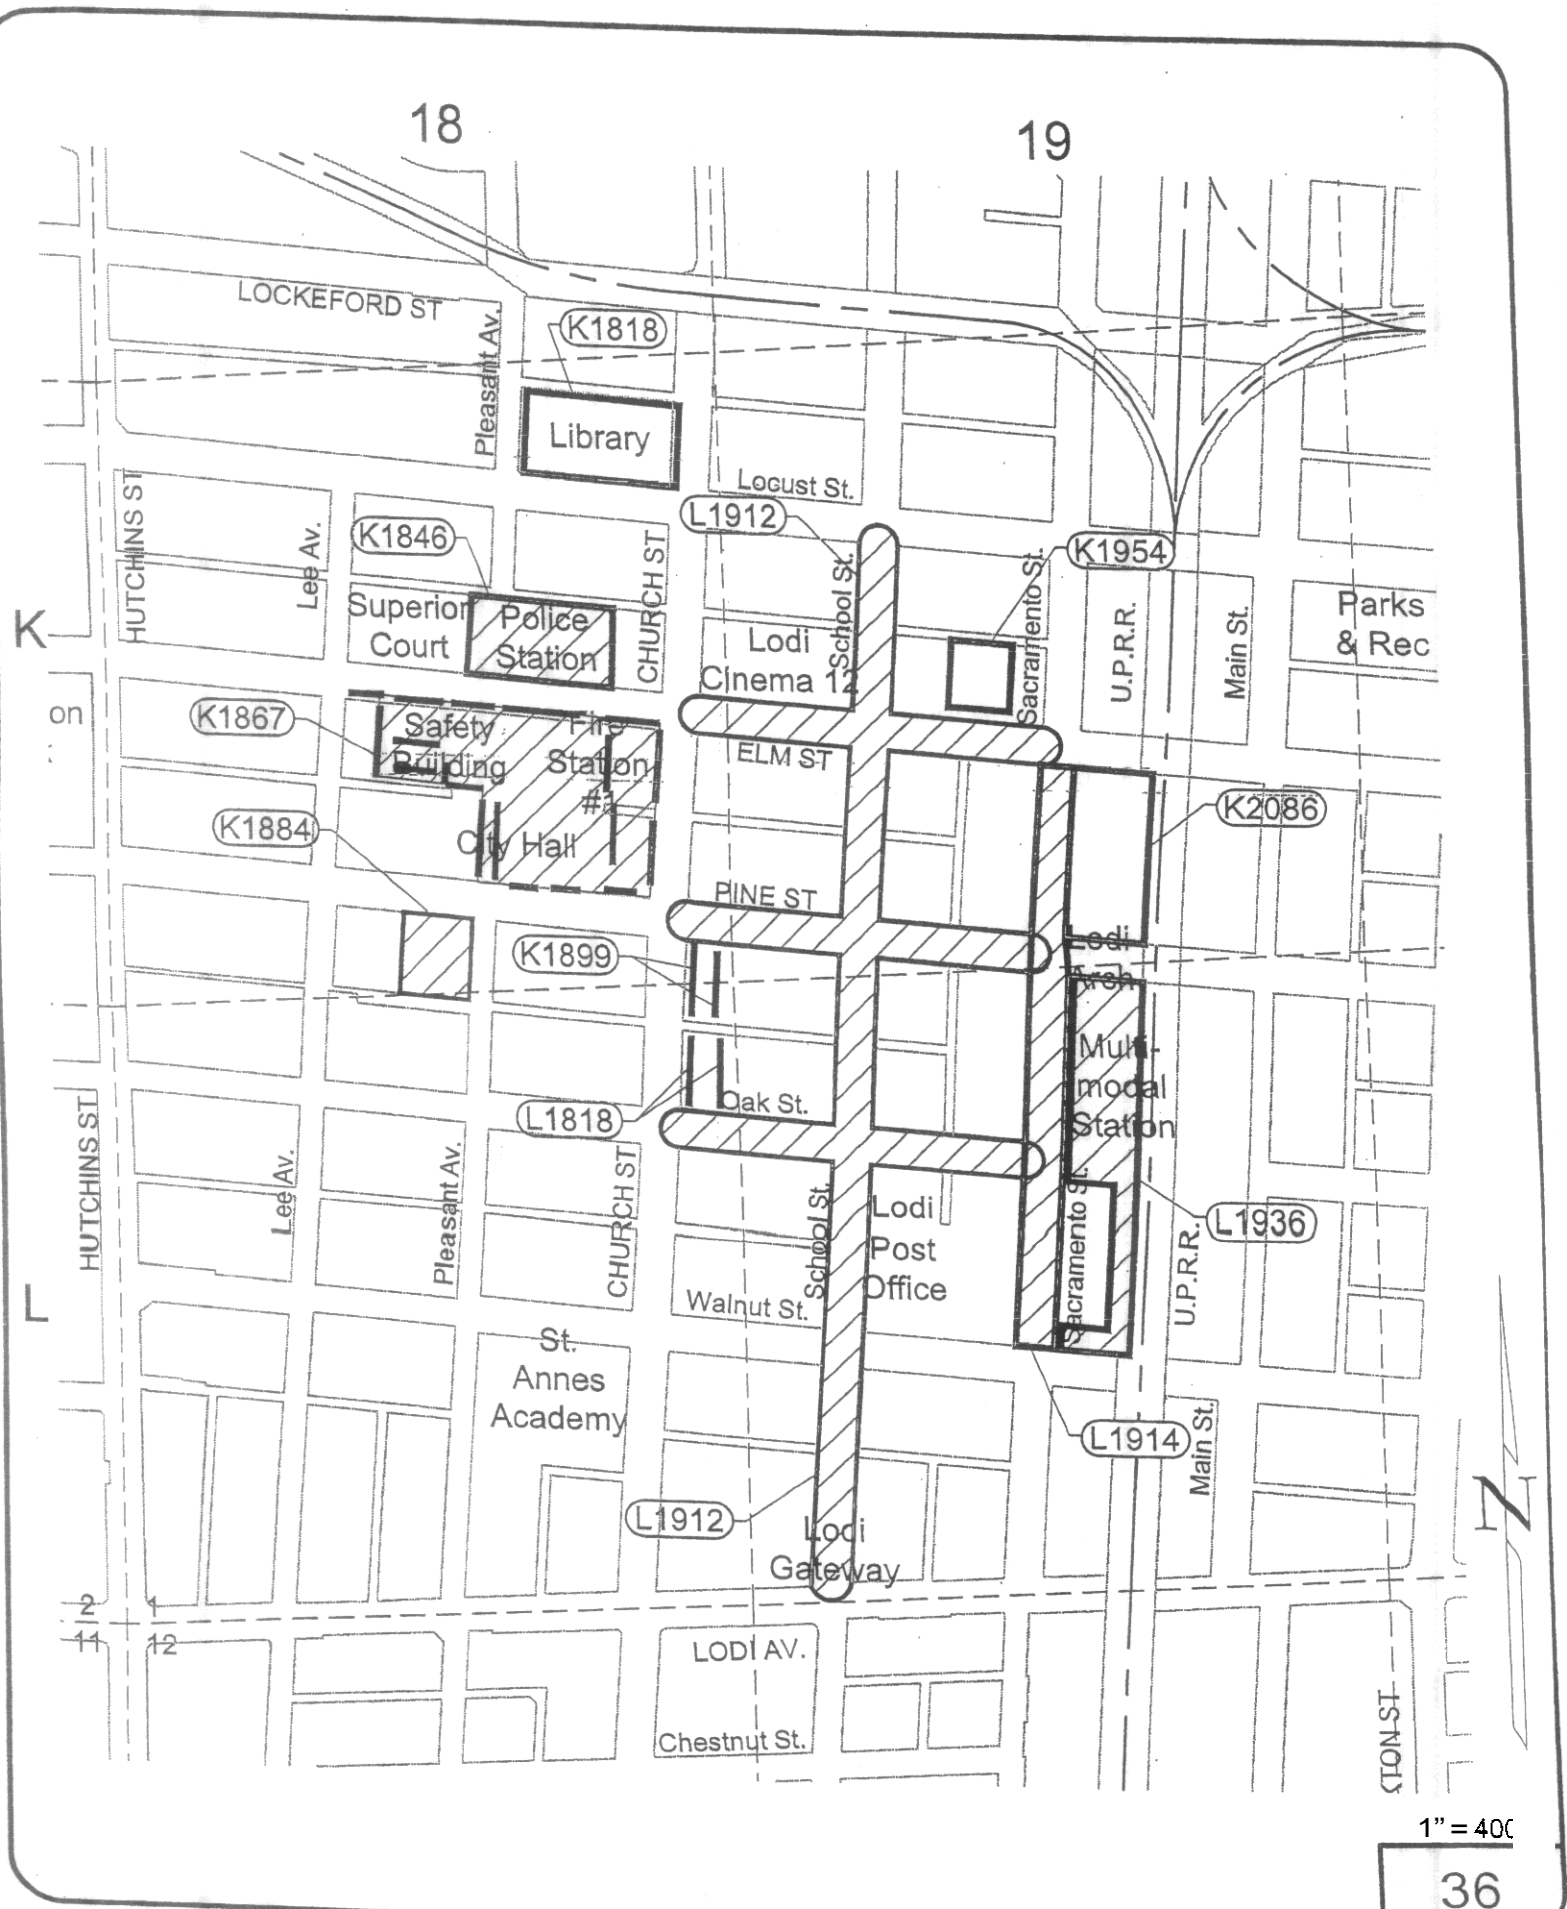 18
19
LOCKEFORD ST
Pleasant Av.
K1818
Library
Locust St.
L1912
K1846
K1954
HUTCHINS ST
Lee Av.
CHURCH ST
School St.
Sacramento St.
U.P.R.R.
Main St.
Superior
Court
Police
Station
Lodi
Cinema 12
Parks
& Rec
K
on
K1867
Safety
Building
Fire
Station
#1
ELM ST
K1884
City Hall
K2086
PINE ST
K1899
Lodi
Arch
Multi-
modal
Station
L1818
Oak St.
HUTCHINS ST
Lee Av.
Pleasant Av.
CHURCH ST
School St.
Lodi
Post
Office
Sacramento St.
U.P.R.R.
L1936
L
Walnut St.
St.
Annes
Academy
L1914
Main St.
L1912
Lodi
Gateway
N
2 1
11 12
LODI AV.
Chestnut St.
KTON ST
1" = 400
36